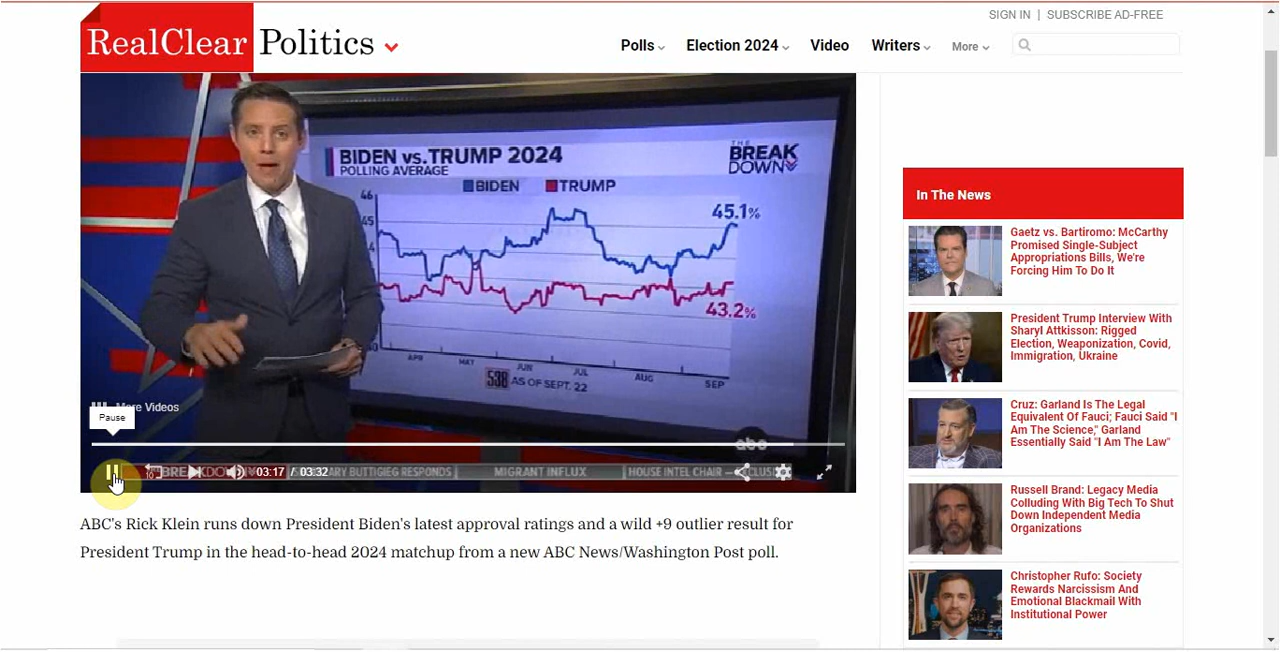 SIGN IN | SUBSCRIBE AD-FREE
RealClear Politics
Polls Election 2024 Video Writers More
BIDEN vs. TRUMP 2024
POLLING AVERAGE
THE BREAK DOWN
BIDEN TRUMP
46
45
45.1%
43.2%
APR MAY JUN JUL AUG SEP
538 AS OF SEPT. 22
More Videos
Pause
abc
10 BREAKDO 03:17 / 03:32 ARY BUTTIGIEG RESPONDS | MIGRANT INFLUX | HOUSE INTEL CHAIR —
ABC's Rick Klein runs down President Biden's latest approval ratings and a wild +9 outlier result for
President Trump in the head-to-head 2024 matchup from a new ABC News/Washington Post poll.
In The News
Gaetz vs. Bartiromo: McCarthy
Promised Single-Subject
Appropriations Bills, We're
Forcing Him To Do It
President Trump Interview With
Sharyl Attkisson: Rigged
Election, Weaponization, Covid,
Immigration, Ukraine
Cruz: Garland Is The Legal
Equivalent Of Fauci; Fauci Said "I
Am The Science," Garland
Essentially Said "I Am The Law"
Russell Brand: Legacy Media
Colluding With Big Tech To Shut
Down Independent Media
Organizations
Christopher Rufo: Society
Rewards Narcissism And
Emotional Blackmail With
Institutional Power